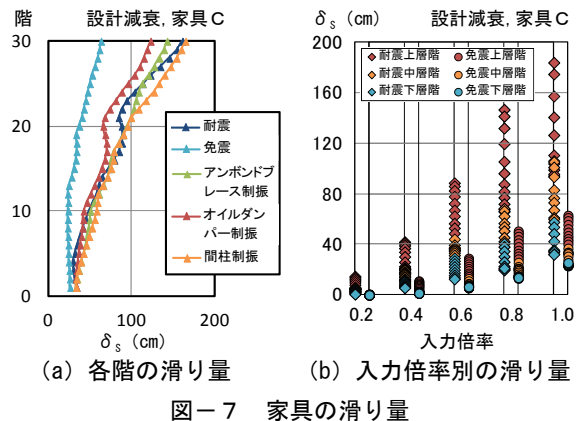 階 設計減衰，家具C
30
20
10
0
0 100 200
δs (cm)
耐震
免震
アンボンドブ
レース制振
オイルダン
パー制振
間柱制振
(a) 各階の滑り量
δs (cm) 設計減衰，家具C
200
160
120
80
40
0
耐震上層階 免震上層階
耐震中層階 免震中層階
耐震下層階 免震下層階
0.2 0.4 0.6 0.8 1.0
入力倍率
(b) 入力倍率別の滑り量
図－7 家具の滑り量